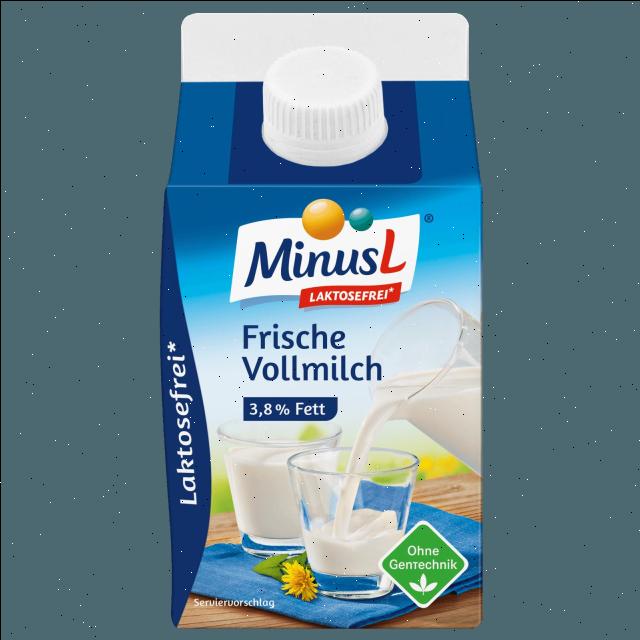 MinusL®
LAKTOSEFREI*
Frische
Vollmilch
3,8% Fett
Laktosefrei*
Ohne
GenTechnik
Serviervorschlag